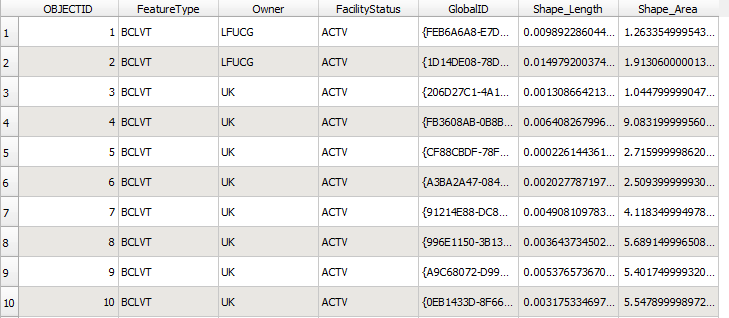 OBJECTID FeatureType Owner FacilityStatus GlobalID Shape_Length Shape_Area
1 1 BCLVT LFUCG ACTV {FEB6A6A8-E7D... 0.009892286044... 1.263354999543...
2 2 BCLVT LFUCG ACTV {1D14DE08-78D... 0.014979200374... 1.913060000013...
3 3 BCLVT UK ACTV {206D27C1-4A1... 0.001308664213... 1.044799999047...
4 4 BCLVT UK ACTV {FB3608AB-0B8B... 0.006408267996... 9.083199999560...
5 5 BCLVT UK ACTV {CF88CBDF-78F... 0.000226144361... 2.715999998620...
6 6 BCLVT UK ACTV {A3BA2A47-084... 0.002027787197... 2.509399999930...
7 7 BCLVT UK ACTV {91214E88-DC8... 0.004908109783... 4.118349994978...
8 8 BCLVT UK ACTV {996E1150-3B13... 0.003643734502... 5.689149996508...
9 9 BCLVT UK ACTV {A9C68072-D99... 0.005376573670... 5.401749999320...
10 10 BCLVT UK ACTV {0EB1433D-8F66... 0.003175334697... 5.547899998972...